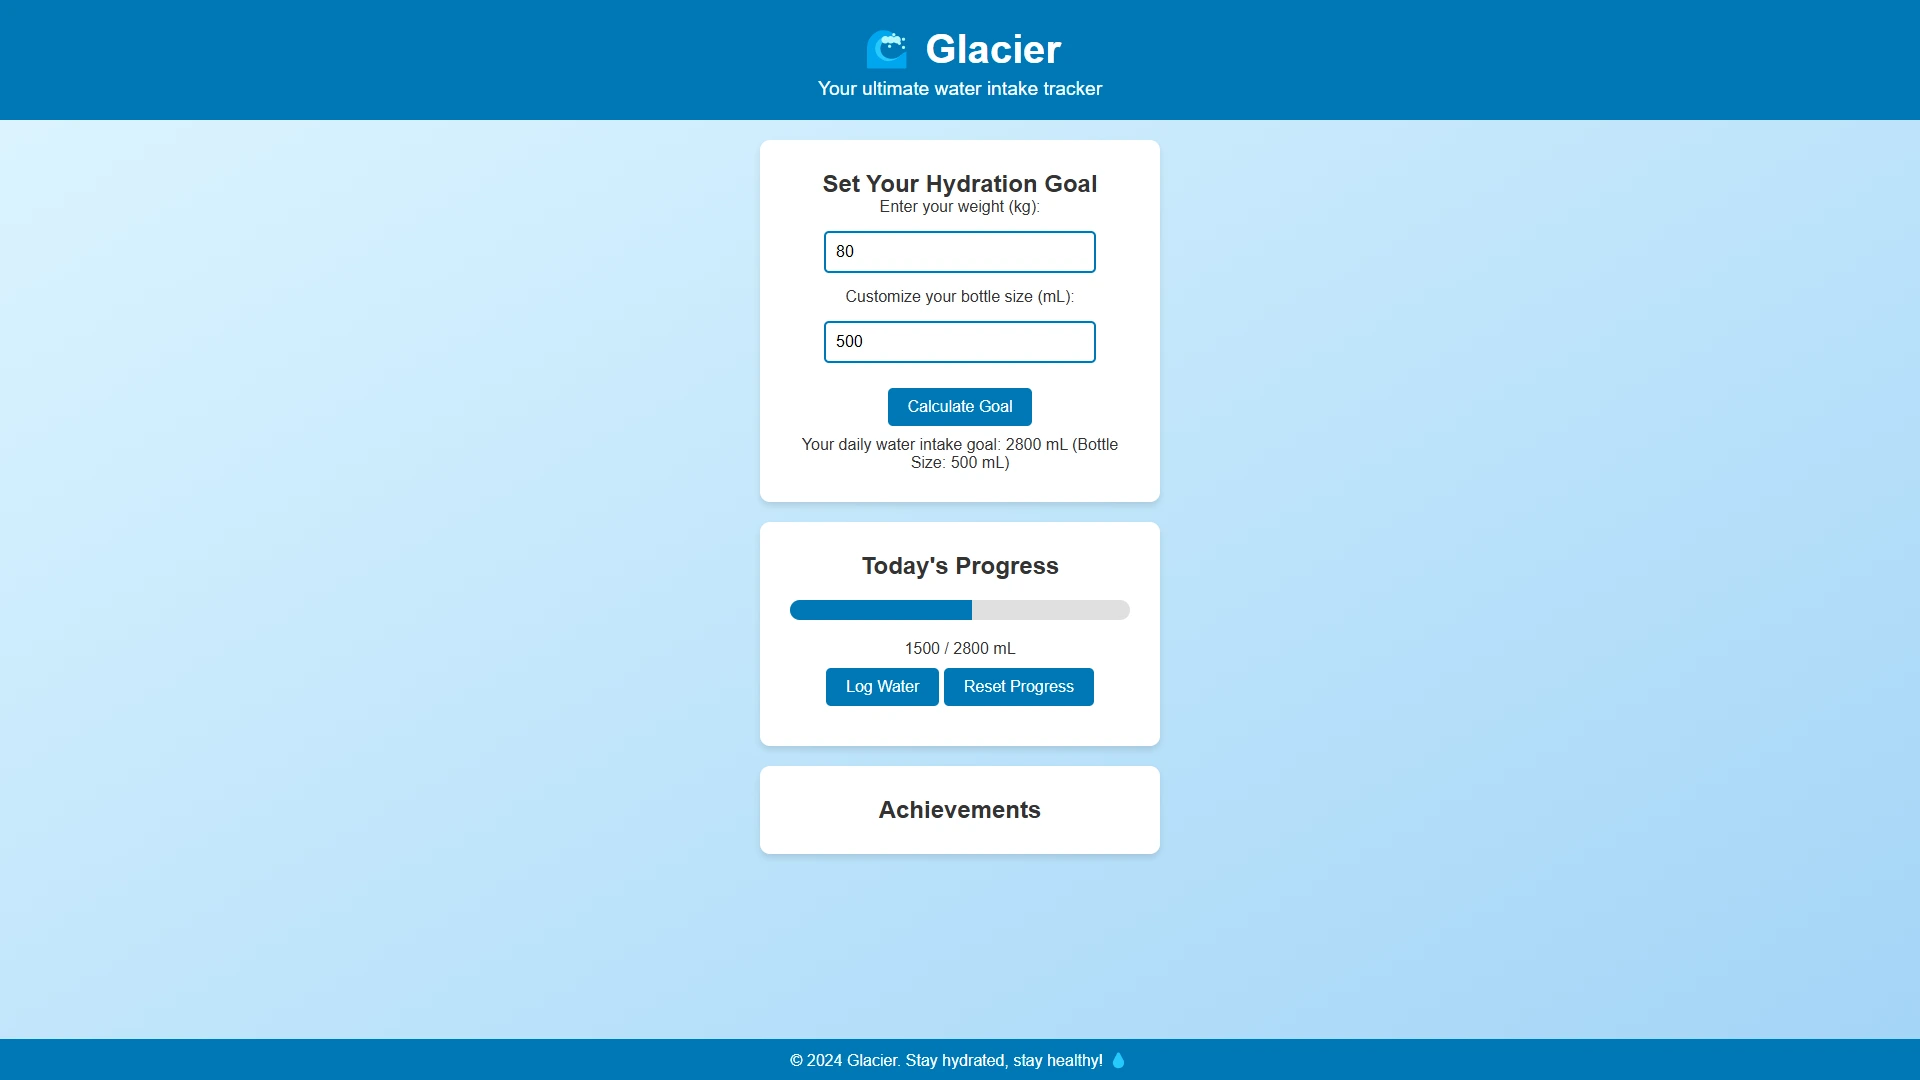 Glacier
Your ultimate water intake tracker
Set Your Hydration Goal
Enter your weight (kg):
80
Customize your bottle size (mL):
500
Calculate Goal
Your daily water intake goal: 2800 mL (Bottle
Size: 500 mL)
Today's Progress
1500 / 2800 mL
Log Water Reset Progress
Achievements
© 2024 Glacier. Stay hydrated, stay healthy! 💧